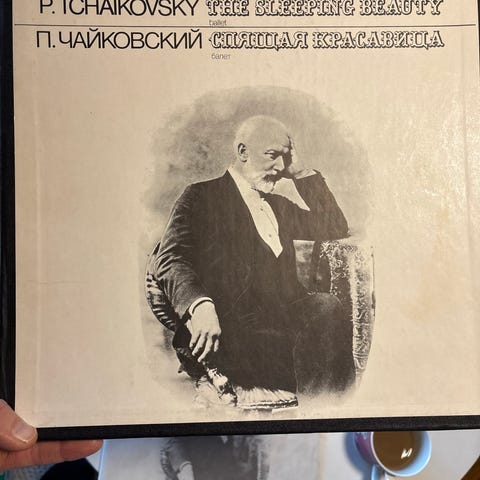 P. TCHAIKOVSKY THE SLEEPING BEAUTY
ballet
П. ЧАЙКОВСКИЙ СПЯЩАЯ КРАСАВИЦА
балет